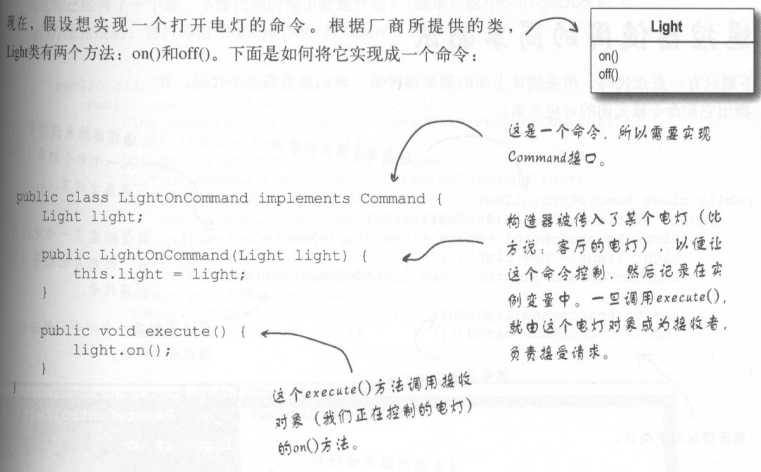 现在，假设想实现一个打开电灯的命令。根据厂商所提供的类，
Light类有两个方法：on()和off()。下面是如何将它实现成一个命令：
Light
on()
off()
这是一个命令，所以需要实现
Command接口。
public class LightOnCommand implements Command {
Light light;
public LightOnCommand(Light light) {
this.light = light;
}
public void execute() {
light.on();
}
}
构造器被传入了某个电灯（比
方说：客厅的电灯），以便让
这个命令控制，然后记录在实
例变量中。一旦调用execute()，
就由这个电灯对象成为接收者，
负责接受请求。
这个execute()方法调用接收
对象（我们正在控制的电灯）
的on()方法。